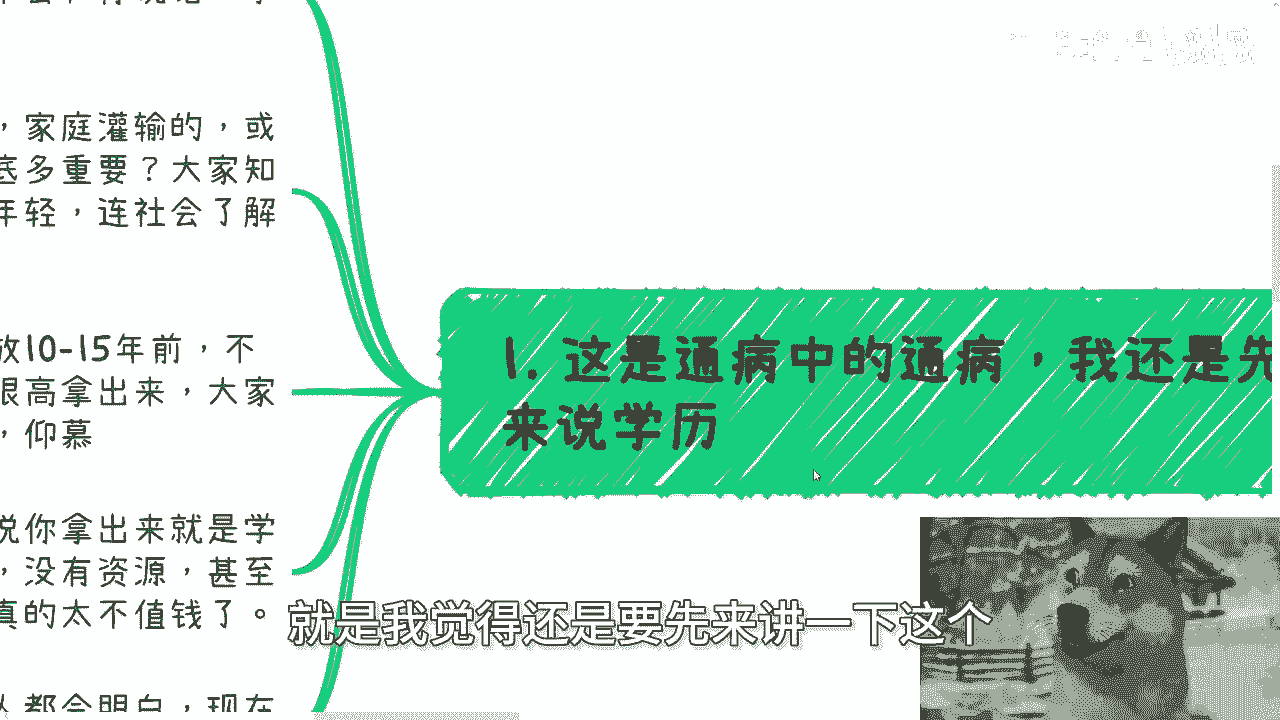 ，家庭灌输的，或
底多重要？大家知
年轻，连社会了解
放10-15年前，不
很高拿出来，大家
，仰慕
说你拿出来就是学
，没有资源，甚至
真的太不值钱了。
都会明白，现在
1. 这是通病中的通病，我还是先
来说学历
就是我觉得还是要先来讲一下这个